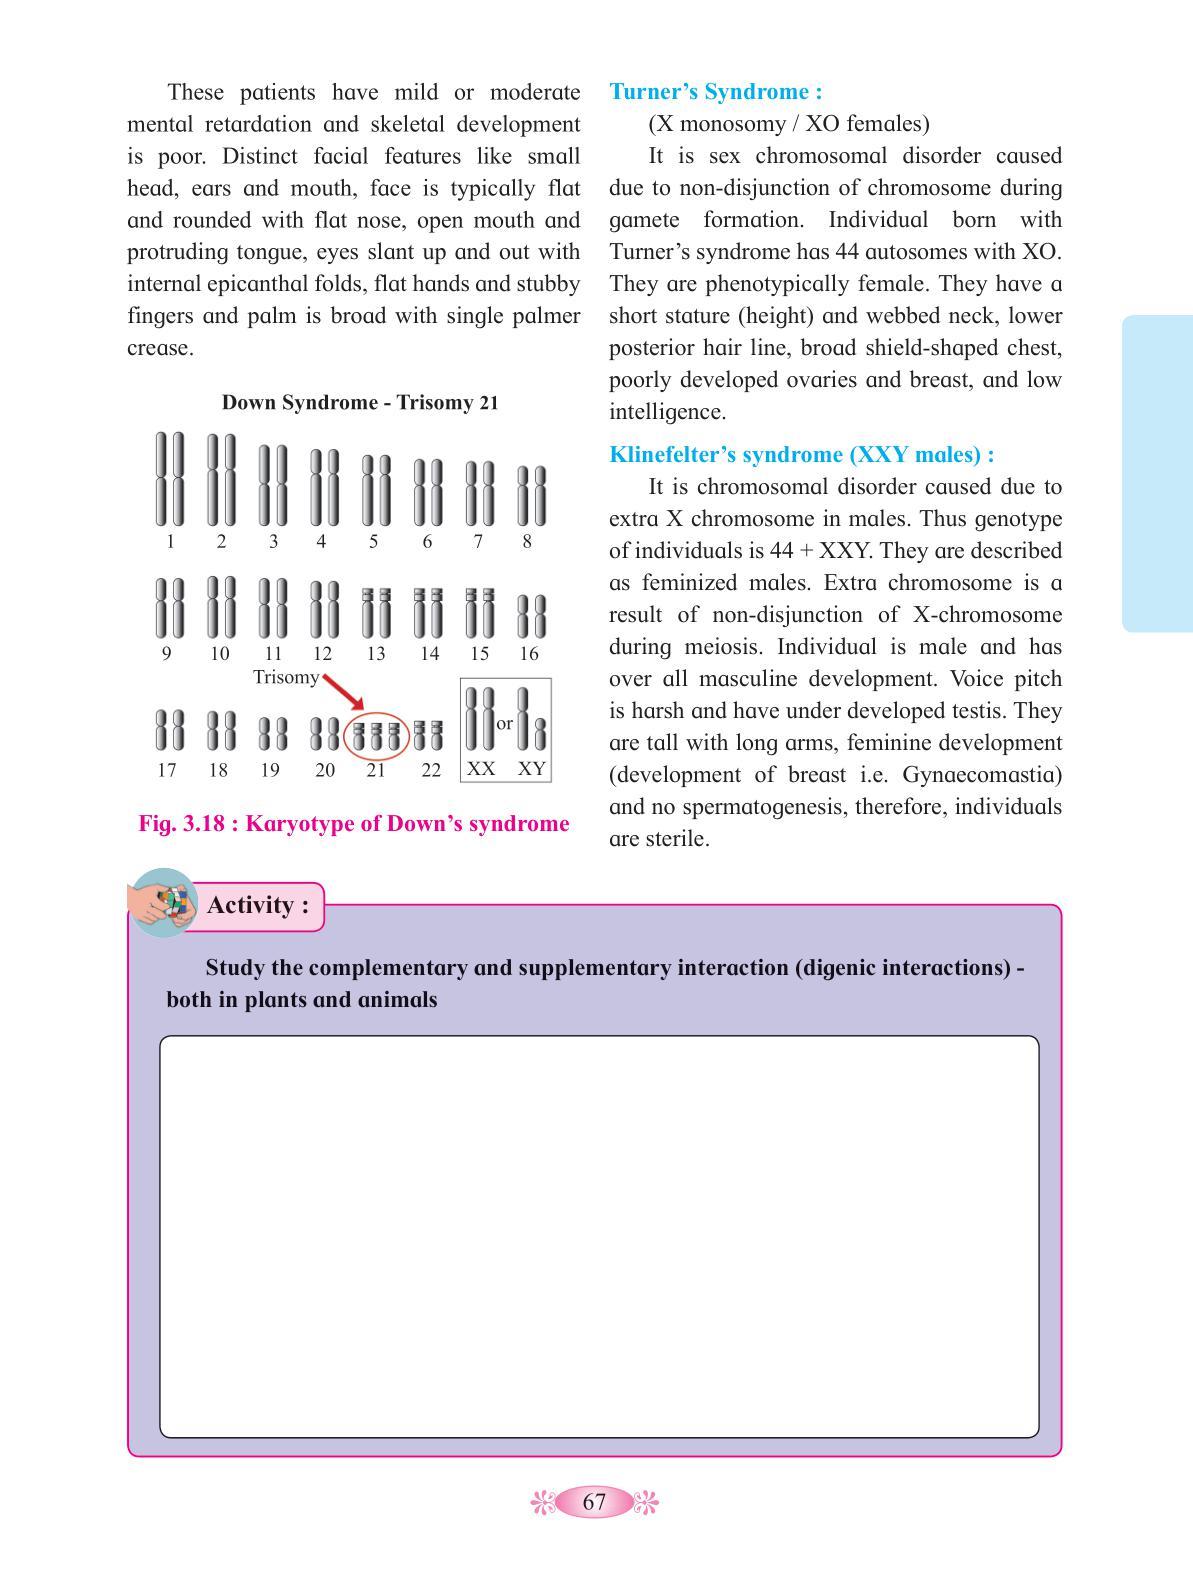 These patients have mild or moderate
mental retardation and skeletal development
is poor. Distinct facial features like small
head, ears and mouth, face is typically flat
and rounded with flat nose, open mouth and
protruding tongue, eyes slant up and out with
internal epicanthal folds, flat hands and stubby
fingers and palm is broad with single palmer
crease.
Down Syndrome - Trisomy 21
1 2 3 4 5 6 7 8
9 10 11 12 13 14 15 16
Trisomy
or
17 18 19 20 21 22 XX XY
Fig. 3.18 : Karyotype of Down's syndrome
Turner's Syndrome :
(X monosomy / XO females)
It is sex chromosomal disorder caused
due to non-disjunction of chromosome during
gamete formation. Individual born with
Turner's syndrome has 44 autosomes with XO.
They are phenotypically female. They have a
short stature (height) and webbed neck, lower
posterior hair line, broad shield-shaped chest,
poorly developed ovaries and breast, and low
intelligence.
Klinefelter's syndrome (XXY males) :
It is chromosomal disorder caused due to
extra X chromosome in males. Thus genotype
of individuals is 44 + XXY. They are described
as feminized males. Extra chromosome is a
result of non-disjunction of X-chromosome
during meiosis. Individual is male and has
over all masculine development. Voice pitch
is harsh and have under developed testis. They
are tall with long arms, feminine development
(development of breast i.e. Gynaecomastia)
and no spermatogenesis, therefore, individuals
are sterile.
Activity :
Study the complementary and supplementary interaction (digenic interactions) -
both in plants and animals
67